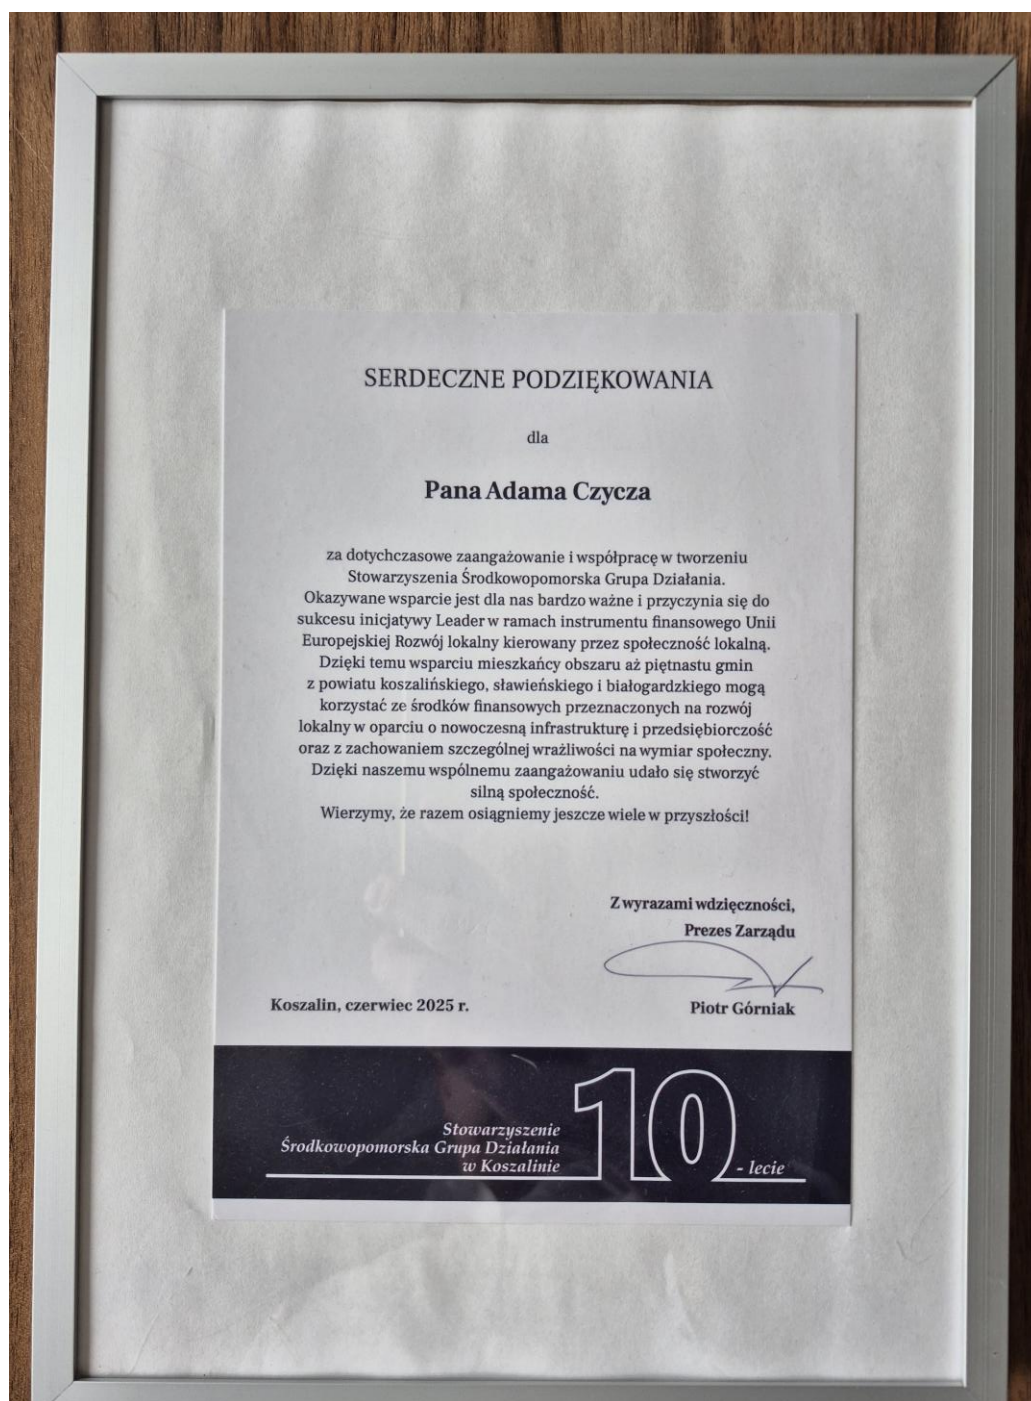 SERDECZNE PODZIĘKOWANIA
dla
Pana Adama Czycza
za dotychczasowe zaangażowanie i współpracę w tworzeniu
Stowarzyszenia Środkowopomorska Grupa Działania.
Okazywane wsparcie jest dla nas bardzo ważne i przyczynia się do
sukcesu inicjatywy Leader w ramach instrumentu finansowego Unii
Europejskiej Rozwój lokalny kierowany przez społeczność lokalną.
Dzięki temu wsparciu mieszkańcy obszaru aż piętnastu gmin
z powiatu koszalińskiego, sławieńskiego i białogardzkiego mogą
korzystać ze środków finansowych przeznaczonych na rozwój
lokalny w oparciu o nowoczesną infrastrukturę i przedsiębiorczość
oraz z zachowaniem szczególnej wrażliwości na wymiar społeczny.
Dzięki naszemu wspólnemu zaangażowaniu udało się stworzyć
silną społeczność.
Wierzymy, że razem osiągniemy jeszcze wiele w przyszłości!
Z wyrazami wdzięczności,
Prezes Zarządu
Koszalin, czerwiec 2025 r.
Piotr Górniak
Stowarzyszenie
Środkowopomorska Grupa Działania
w Koszalinie
10 - lecie